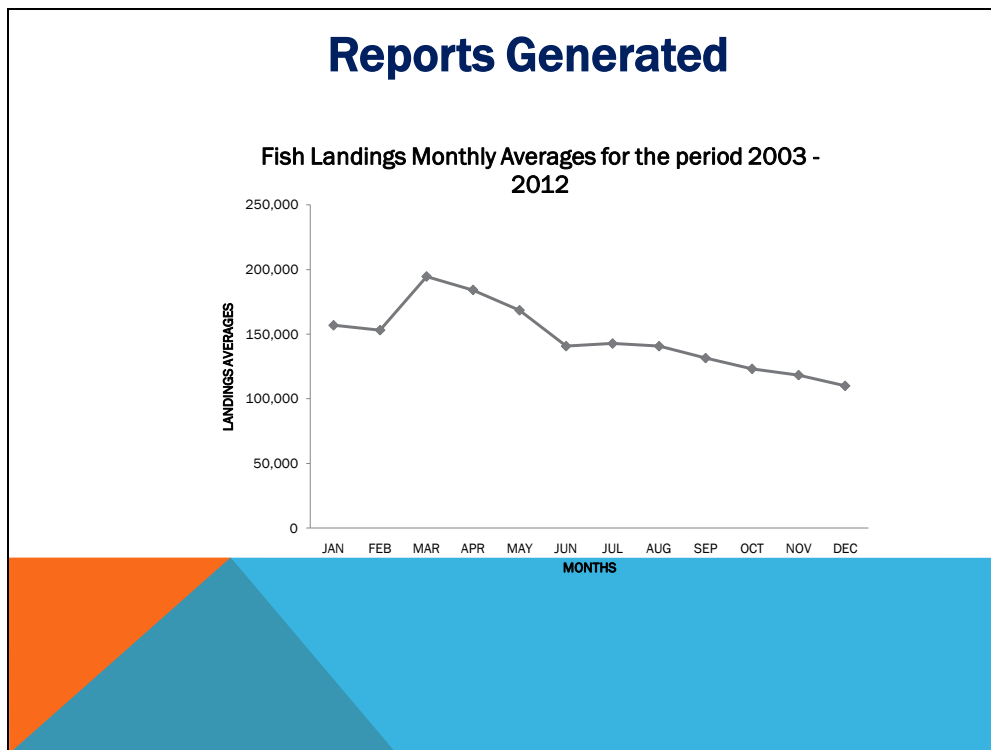 Reports Generated
Fish Landings Monthly Averages for the period 2003 -
2012
250,000
200,000
150,000
100,000
50,000
0
LANDINGS AVERAGES
JAN FEB MAR APR MAY JUN JUL AUG SEP OCT NOV DEC
MONTHS